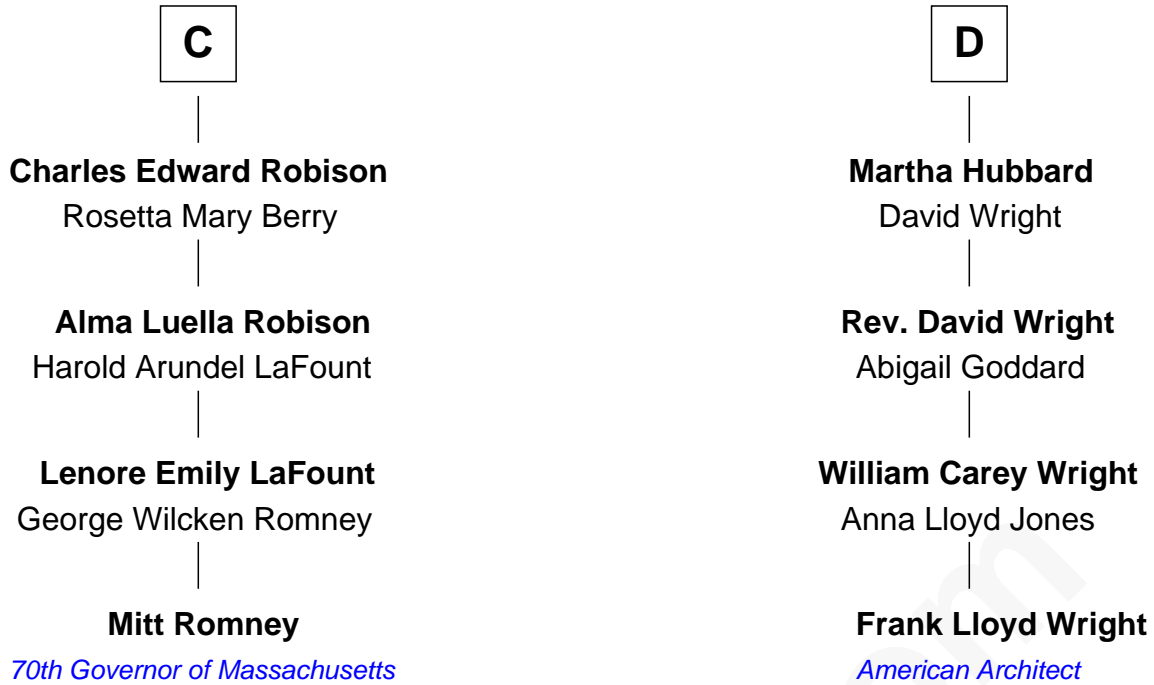 C
Charles Edward Robison
Rosetta Mary Berry
Alma Luella Robison
Harold Arundel LaFount
Lenore Emily LaFount
George Wilcken Romney
Mitt Romney
70th Governor of Massachusetts
D
Martha Hubbard
David Wright
Rev. David Wright
Abigail Goddard
William Carey Wright
Anna Lloyd Jones
Frank Lloyd Wright
American Architect